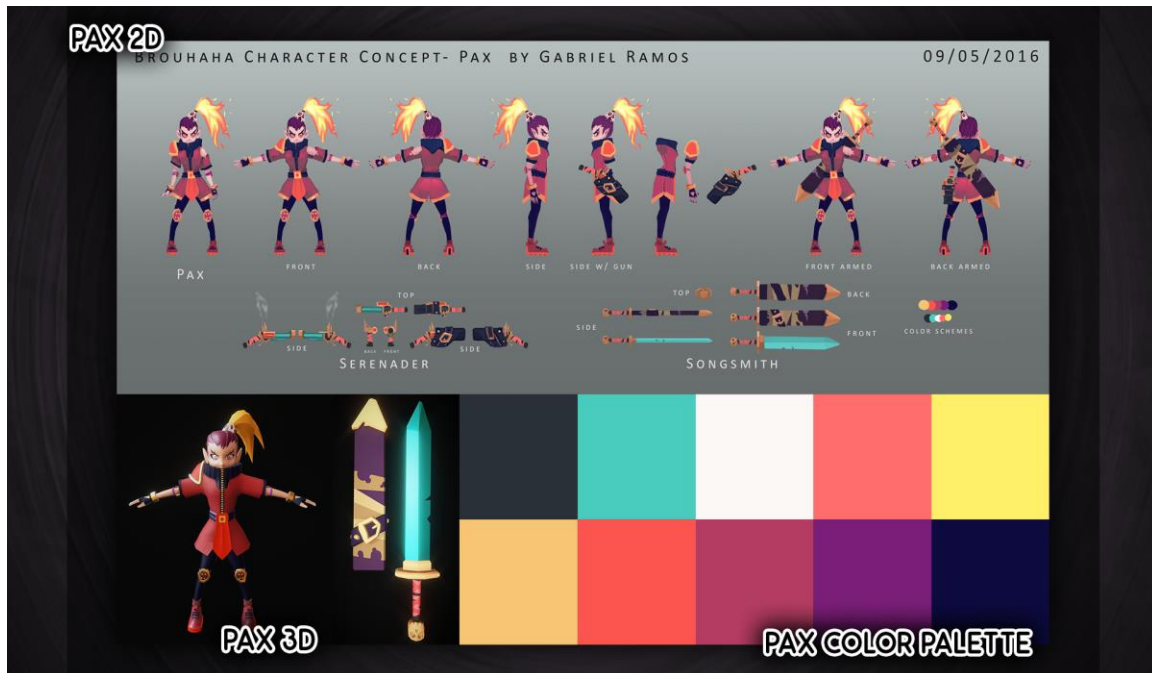 PAX 2D
BROUHAHA CHARACTER CONCEPT- PAX BY GABRIEL RAMOS
09/05/2016
PAX
FRONT
BACK
SIDE
SIDE W/ GUN
FRONT ARMED
BACK ARMED
TOP
SIDE
BACK
FRONT
SIDE
SERENADER
TOP
BACK
SIDE
FRONT
SONGSMITH
COLOR SCHEMES
PAX 3D
PAX COLOR PALETTE